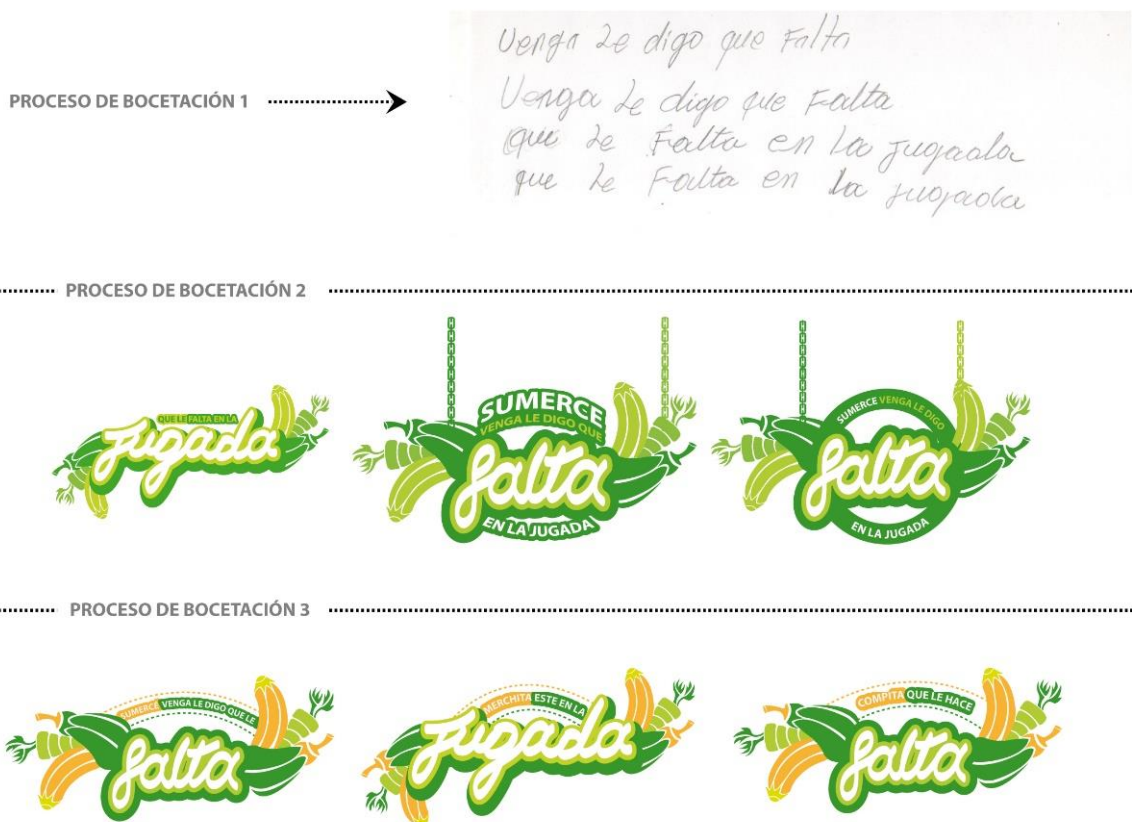 Venga Le digo que Falta
PROCESO DE BOCETACIÓN 1
Venga Le digo que Falta
que Le Falta en La jugada
que Le Falta en la jugada
PROCESO DE BOCETACIÓN 2
QUE LE FALTA EN LA
Jugada
SUMERCE
VENGA LE DIGO QUE
falta
EN LA JUGADA
SUMERCE VENGA LE DIGO
falta
EN LA JUGADA
PROCESO DE BOCETACIÓN 3
SUMERCÉ VENGA LE DIGO QUE LE
falta
MERCHITA ESTE EN LA
Jugada
COMPITA QUE LE HACE
falta